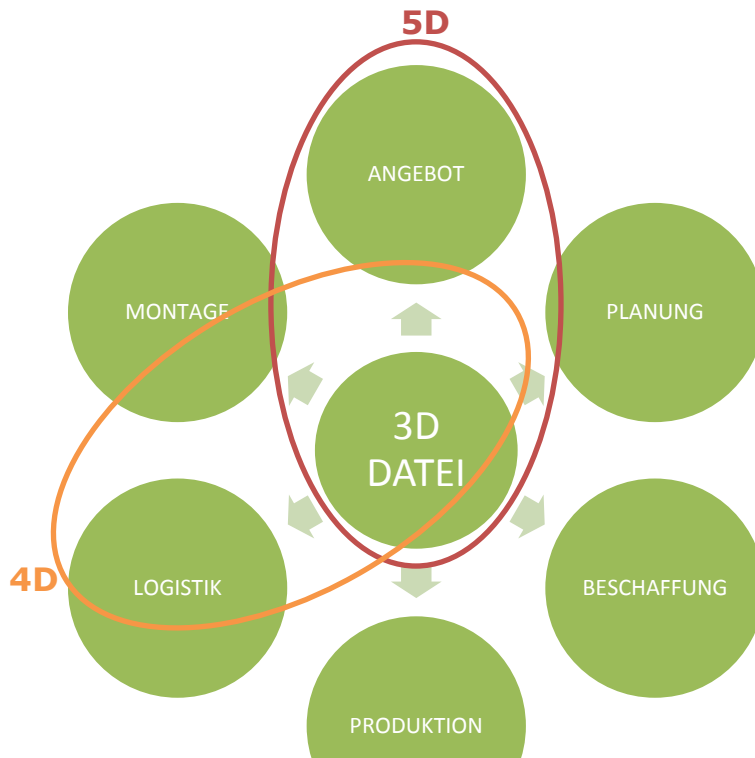 5D
ANGEBOT
MONTAGE
PLANUNG
3D
DATEI
4D
LOGISTIK
BESCHAFFUNG
PRODUKTION